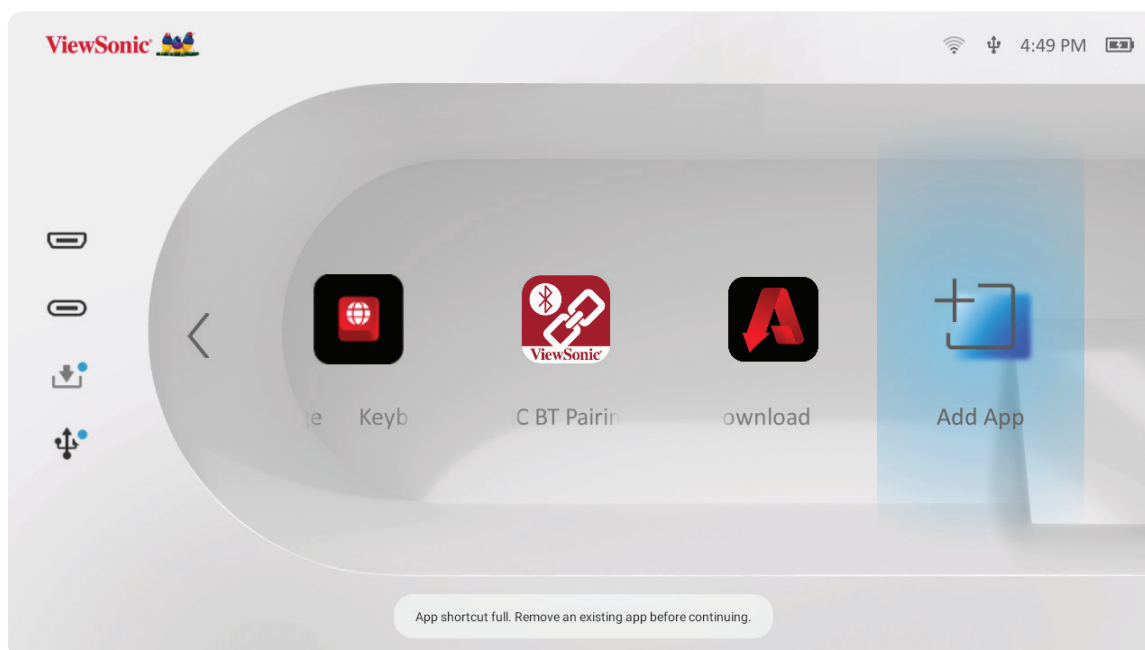 ViewSonic
4:49 PM
ViewSonic
ge Keyb
C BT Pairin
ownload
Add App
App shortcut full. Remove an existing app before continuing.